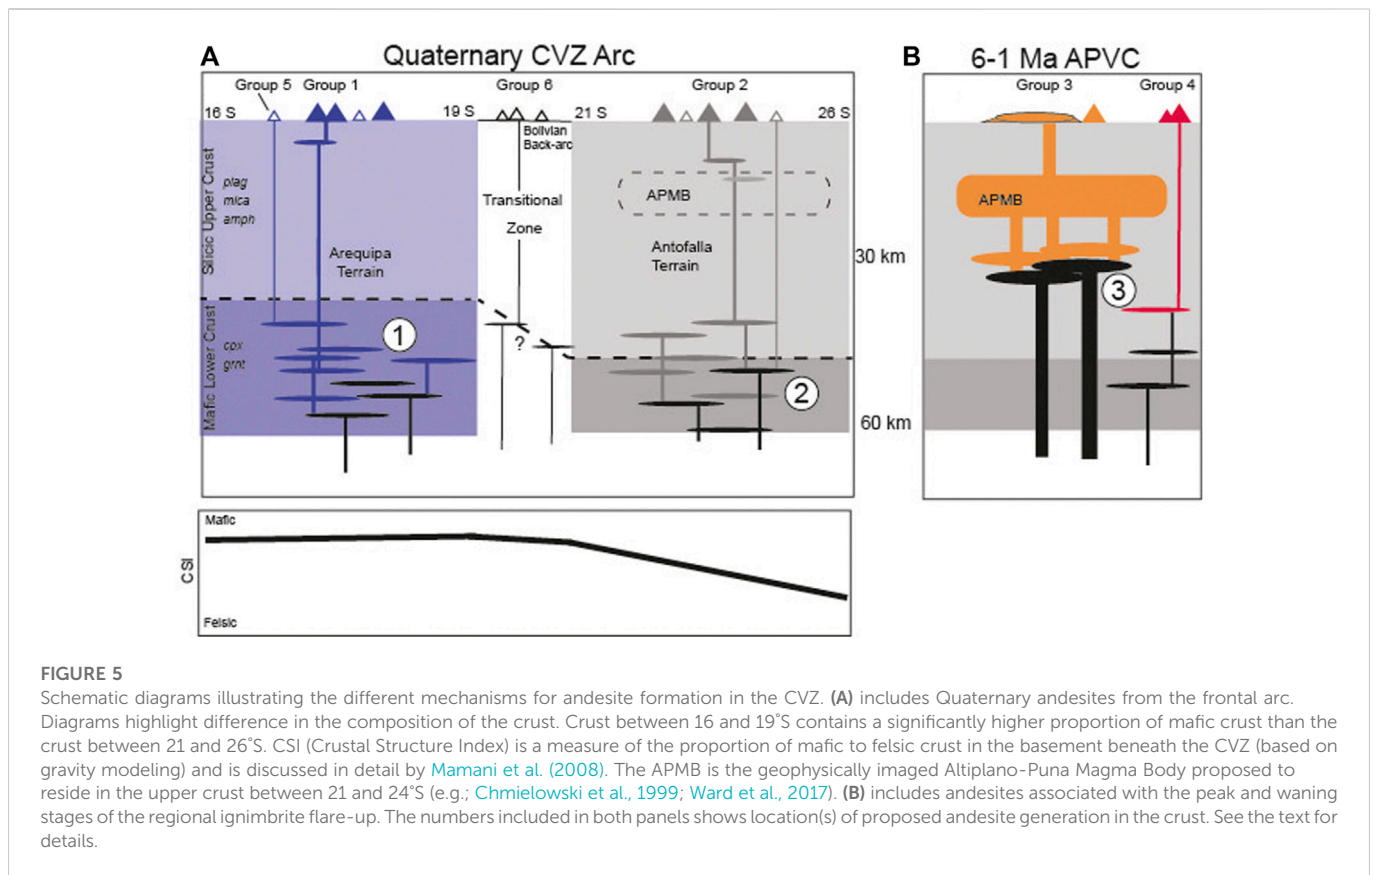 A
Quaternary CVZ Arc
B
6-1 Ma APVC
Group 5
Group 1
Group 6
Group 2
Group 3
Group 4
16 S
19 S
21 S
26 S
Bolivian
Back-arc
Silicic Upper Crust
plag
mica
amph
Transitional
Zone
APMB
APMB
Arequipa
Terrain
Antofalla
Terrain
30 km
3
Mafic Lower Crust
1
cpx
grnt
?
2
60 km
Mafic
CSI
Felsic
FIGURE 5
Schematic diagrams illustrating the different mechanisms for andesite formation in the CVZ. (A) includes Quaternary andesites from the frontal arc.
Diagrams highlight difference in the composition of the crust. Crust between 16 and 19°S contains a significantly higher proportion of mafic crust than the
crust between 21 and 26°S. CSI (Crustal Structure Index) is a measure of the proportion of mafic to felsic crust in the basement beneath the CVZ (based on
gravity modeling) and is discussed in detail by Mamani et al. (2008). The APMB is the geophysically imaged Altiplano-Puna Magma Body proposed to
reside in the upper crust between 21 and 24°S (e.g.; Chmielowski et al., 1999; Ward et al., 2017). (B) includes andesites associated with the peak and waning
stages of the regional ignimbrite flare-up. The numbers included in both panels shows location(s) of proposed andesite generation in the crust. See the text for
details.